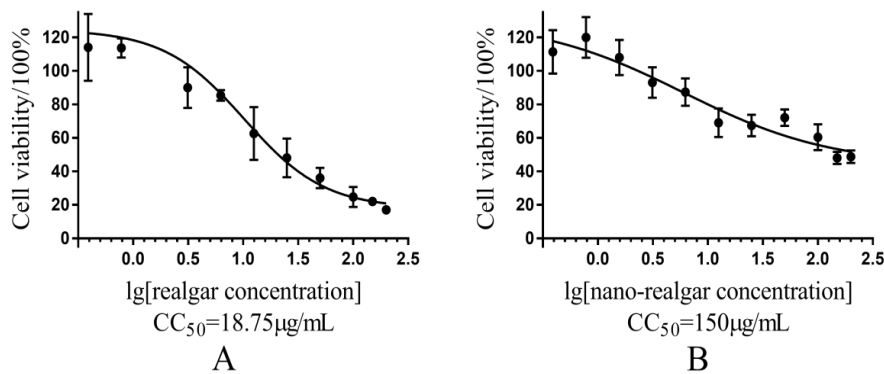 Cell viability/100%
120
100
80
60
40
20
0
0.0 0.5 1.0 1.5 2.0 2.5
lg[realgar concentration]
CC50=18.75μg/mL
A
Cell viability/100%
120
100
80
60
40
20
0
0.0 0.5 1.0 1.5 2.0 2.5
lg[nano-realgar concentration]
CC50=150μg/mL
B